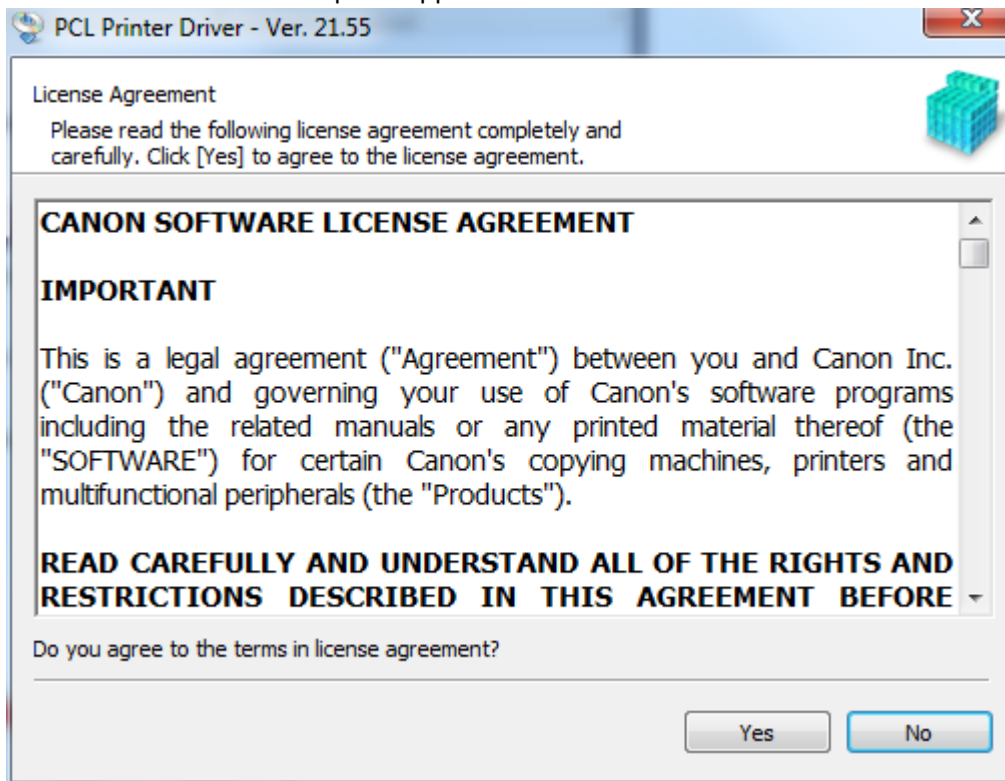 PCL Printer Driver - Ver. 21.55
License Agreement
Please read the following license agreement completely and
carefully. Click [Yes] to agree to the license agreement.
CANON SOFTWARE LICENSE AGREEMENT
IMPORTANT
This is a legal agreement ("Agreement") between you and Canon Inc.
("Canon") and governing your use of Canon's software programs
including the related manuals or any printed material thereof (the
"SOFTWARE") for certain Canon's copying machines, printers and
multifunctional peripherals (the "Products").
READ CAREFULLY AND UNDERSTAND ALL OF THE RIGHTS AND
RESTRICTIONS DESCRIBED IN THIS AGREEMENT BEFORE
Do you agree to the terms in license agreement?
Yes
No